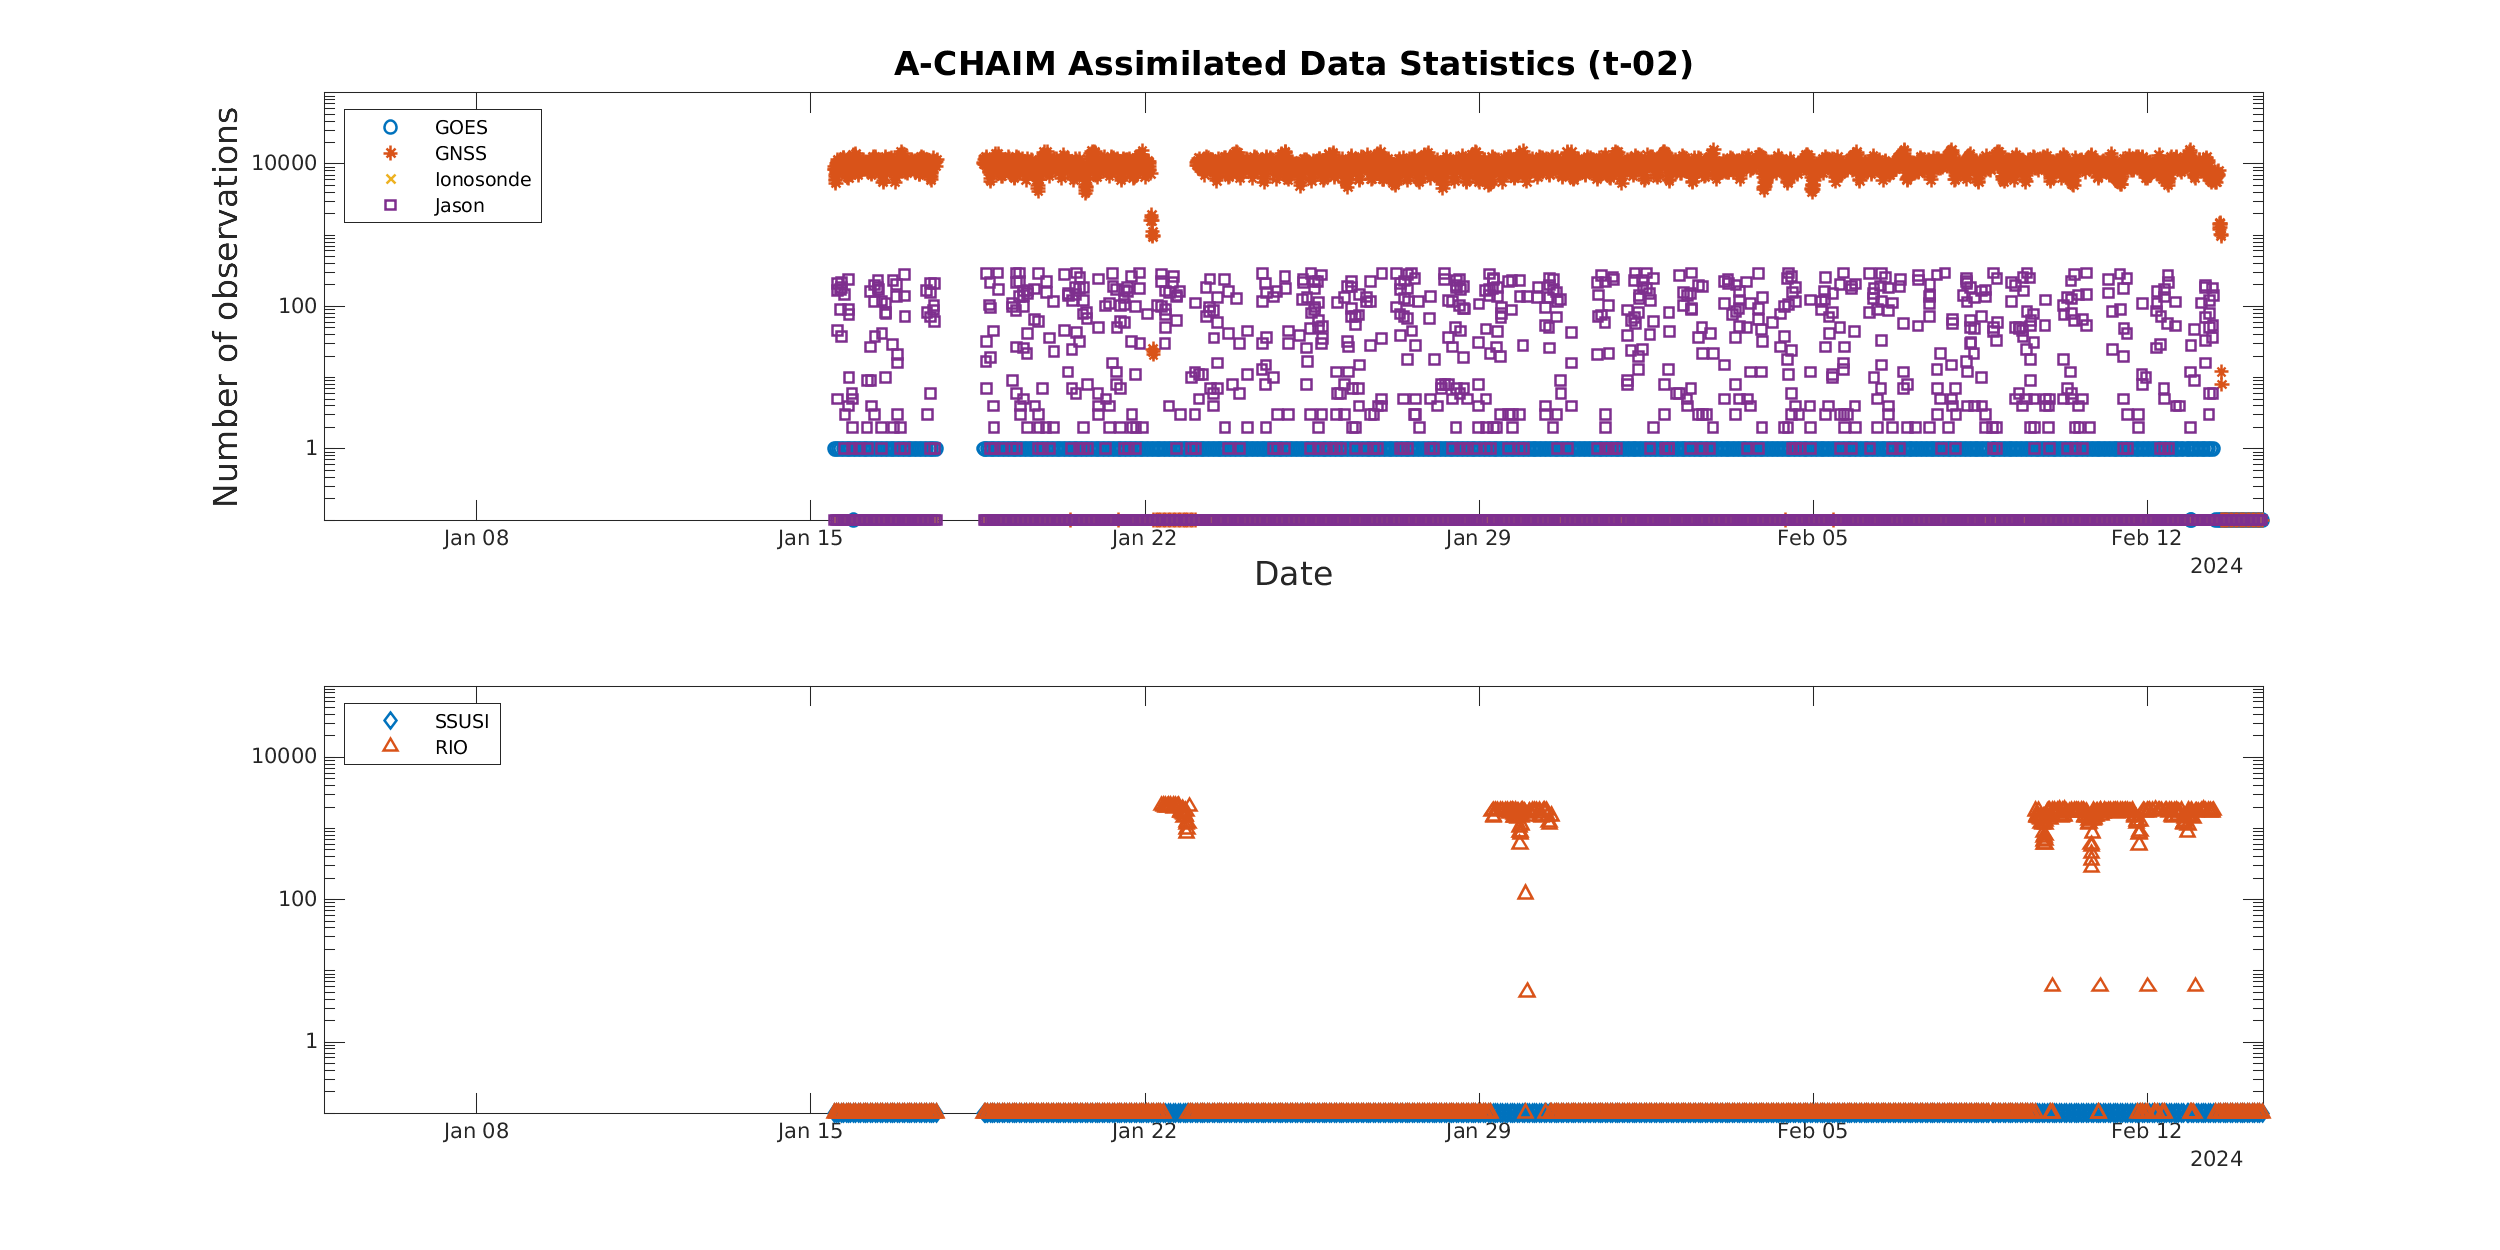 A-CHAIM Assimilated Data Statistics (t-02)
Number of observations
10000
100
1
GOES
GNSS
Ionosonde
Jason
Jan 08 Jan 15 Jan 22 Jan 29 Feb 05 Feb 12
2024
Date
10000
100
1
SSUSI
RIO
Jan 08 Jan 15 Jan 22 Jan 29 Feb 05 Feb 12
2024